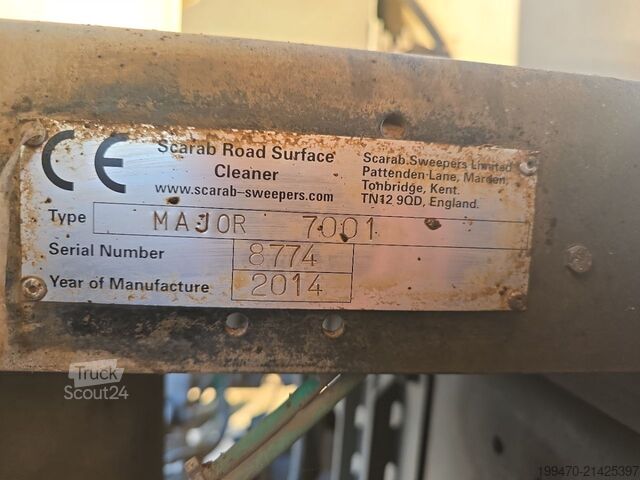 CE
Scarab Road Surface
Cleaner
www.scarab-sweepers.com
Scarab Sweepers Limited
Pattenden Lane, Marden,
Tonbridge, Kent.
TN12 9QD, England.
Type MAJOR 7001
Serial Number 8774
Year of Manufacture 2014
Truck
Scout24
199470-21425397